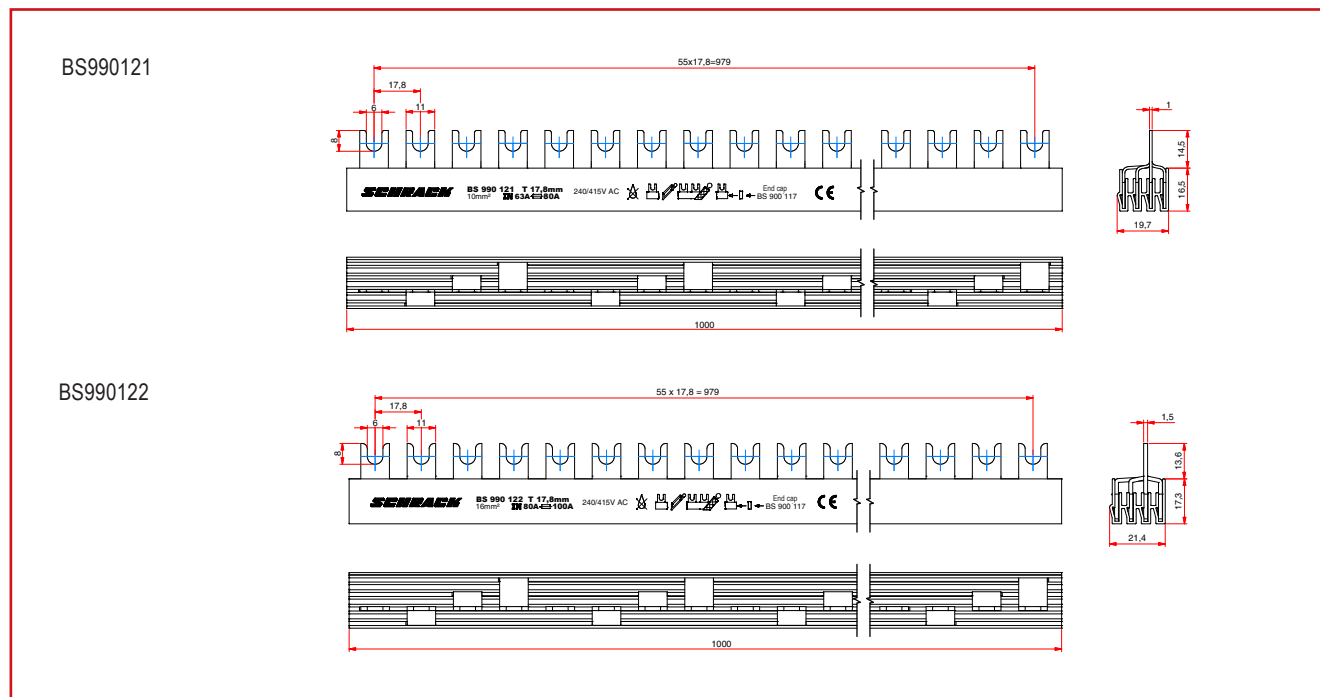 BS990121
55x17,8=979
17,8
6
11
8
1
14,5
16,5
19,7
SCHRACK
BS 990 121 T 17,8mm
10mm² IN 63A 80A
240/415V AC
End cap
BS 900 117
CE
1000
BS990122
55 x 17,8 = 979
17,8
6
11
8
1,5
13,6
17,3
21,4
SCHRACK
BS 990 122 T 17,8mm
16mm² IN 80A 100A
240/415V AC
End cap
BS 900 117
CE
1000